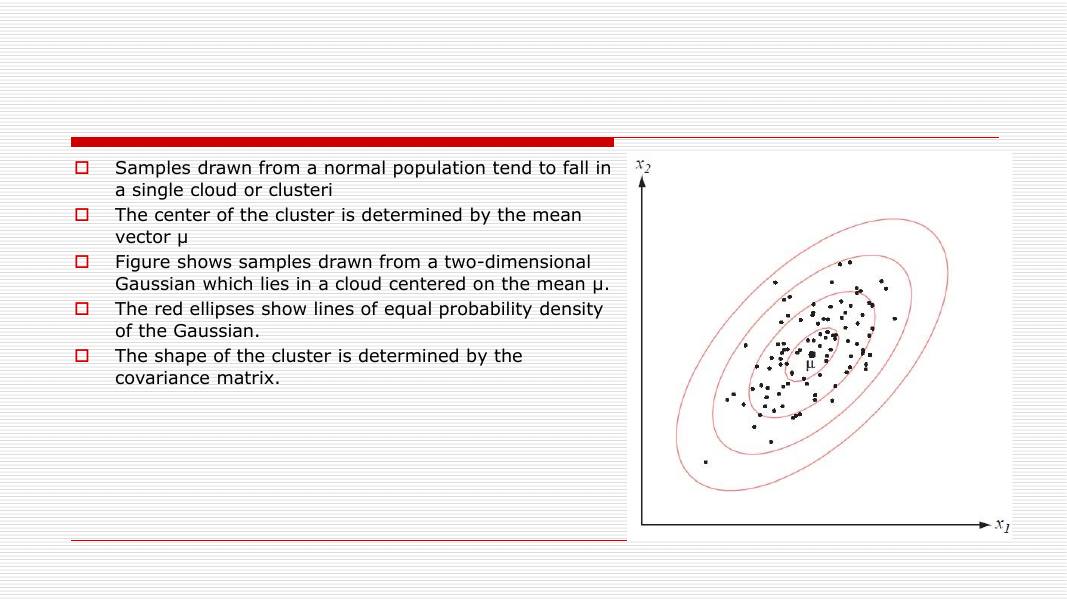 Samples drawn from a normal population tend to fall in
a single cloud or clusteri
The center of the cluster is determined by the mean
vector µ
Figure shows samples drawn from a two-dimensional
Gaussian which lies in a cloud centered on the mean µ.
The red ellipses show lines of equal probability density
of the Gaussian.
The shape of the cluster is determined by the
covariance matrix.
x2
µ
x1